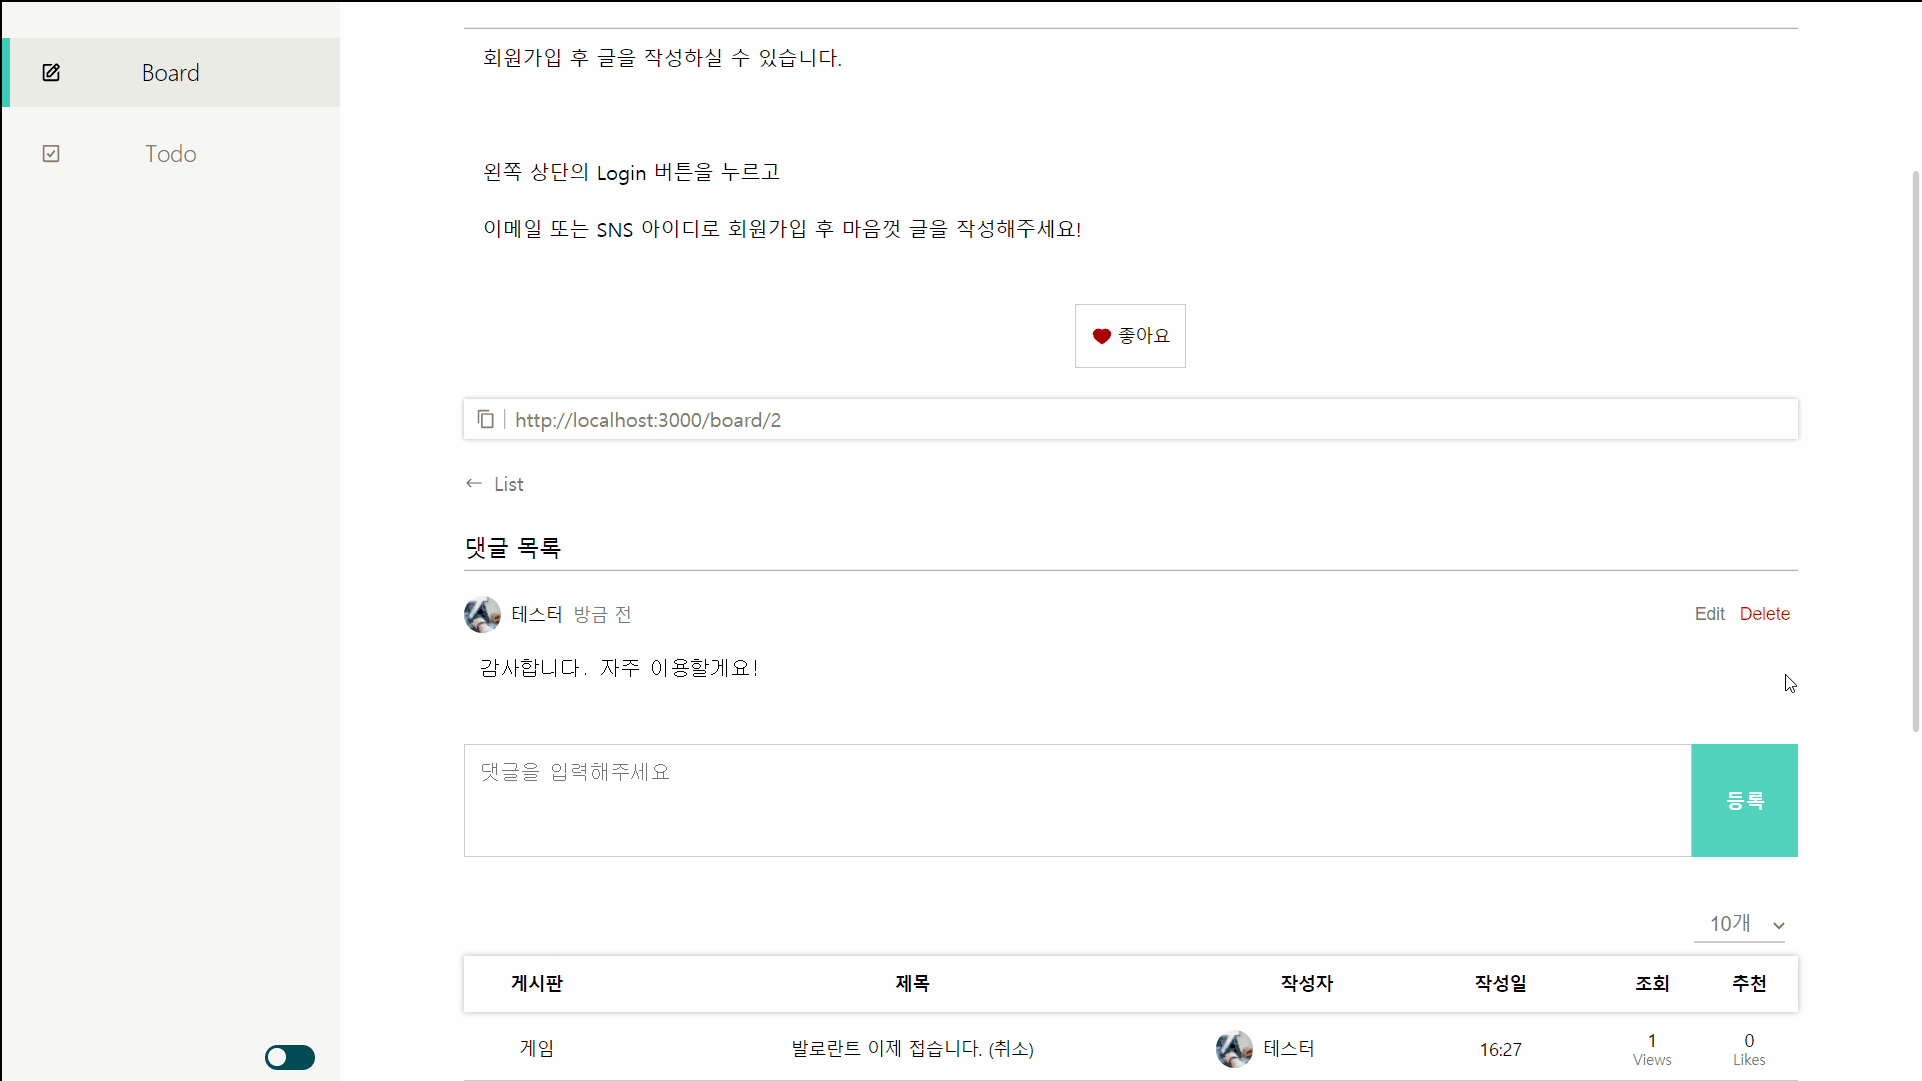 Board
Todo
회원가입 후 글을 작성하실 수 있습니다.
왼쪽 상단의 Login 버튼을 누르고
이메일 또는 SNS 아이디로 회원가입 후 마음껏 글을 작성해주세요!
좋아요
http://localhost:3000/board/2
← List
댓글 목록
테스터 방금 전 Edit Delete
감사합니다. 자주 이용할게요!
댓글을 입력해주세요
등록
10개
게시판 제목 작성자 작성일 조회 추천
게임 발로란트 이제 접습니다. (취소) 테스터 16:27 1 0
Views Likes